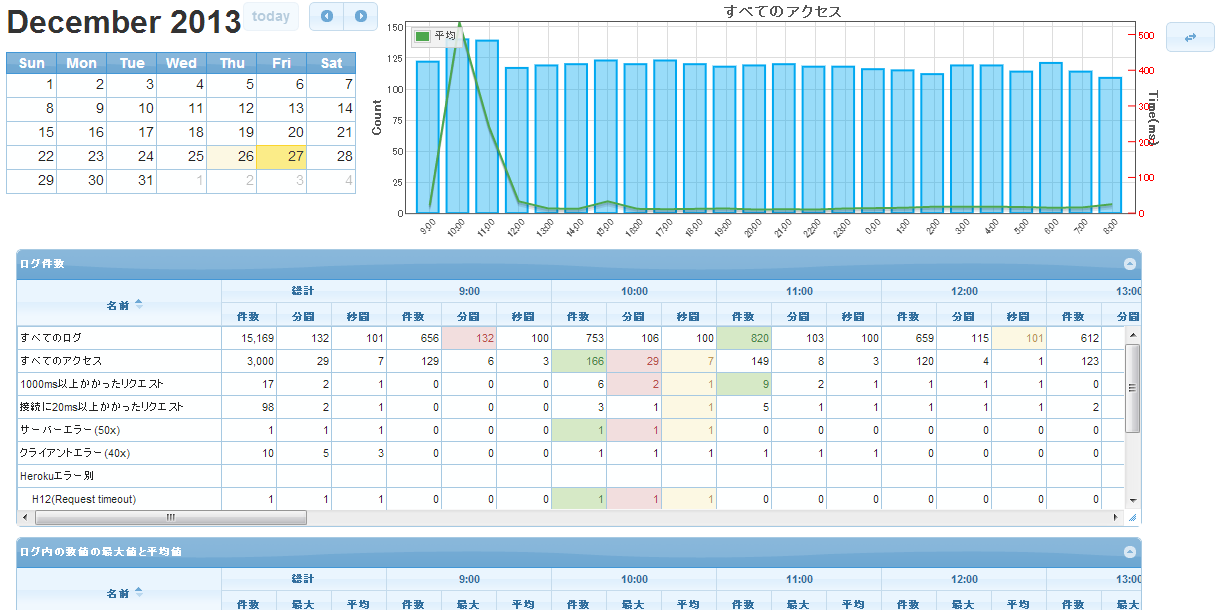 December 2013
today
Sun Mon Tue Wed Thu Fri Sat
1 2 3 4 5 6 7
8 9 10 11 12 13 14
15 16 17 18 19 20 21
22 23 24 25 26 27 28
29 30 31 1 2 3 4
すべてのアクセス
平均
Count
150
125
100
75
50
25
0
Time(ms)
500
400
300
200
100
0
9:00 10:00 11:00 12:00 13:00 14:00 15:00 16:00 17:00 18:00 19:00 20:00 21:00 22:00 23:00 0:00 1:00 2:00 3:00 4:00 5:00 6:00 7:00 8:00
ログ件数
名前 総計 9:00 10:00 11:00 12:00 13:00
件数 分間 秒間 件数 分間 秒間 件数 分間 秒間 件数 分間 秒間 件数 分間 秒間 件数 分間
すべてのログ 15,169 132 101 656 132 100 753 106 100 820 103 100 659 115 101 612
すべてのアクセス 3,000 29 7 129 6 3 166 29 7 149 8 3 120 4 1 123
1000ms以上かかったリクエスト 17 2 1 0 0 0 6 2 1 9 2 1 1 1 1 0
接続に20ms以上かかったリクエスト 98 2 1 0 0 0 3 1 1 5 1 1 1 1 1 2
サーバーエラー(50x) 1 1 1 0 0 0 1 1 1 0 0 0 0 0 0 0
クライアントエラー(40x) 10 5 3 0 0 0 1 1 1 1 1 1 0 0 0 0
Herokuエラー別
H12(Request timeout) 1 1 1 0 0 0 1 1 1 0 0 0 0 0 0 0
ログ内の数値の最大値と平均値
名前 総計 9:00 10:00 11:00 12:00 13:00
件数 最大 平均 件数 最大 平均 件数 最大 平均 件数 最大 平均 件数 最大 平均 件数 最大